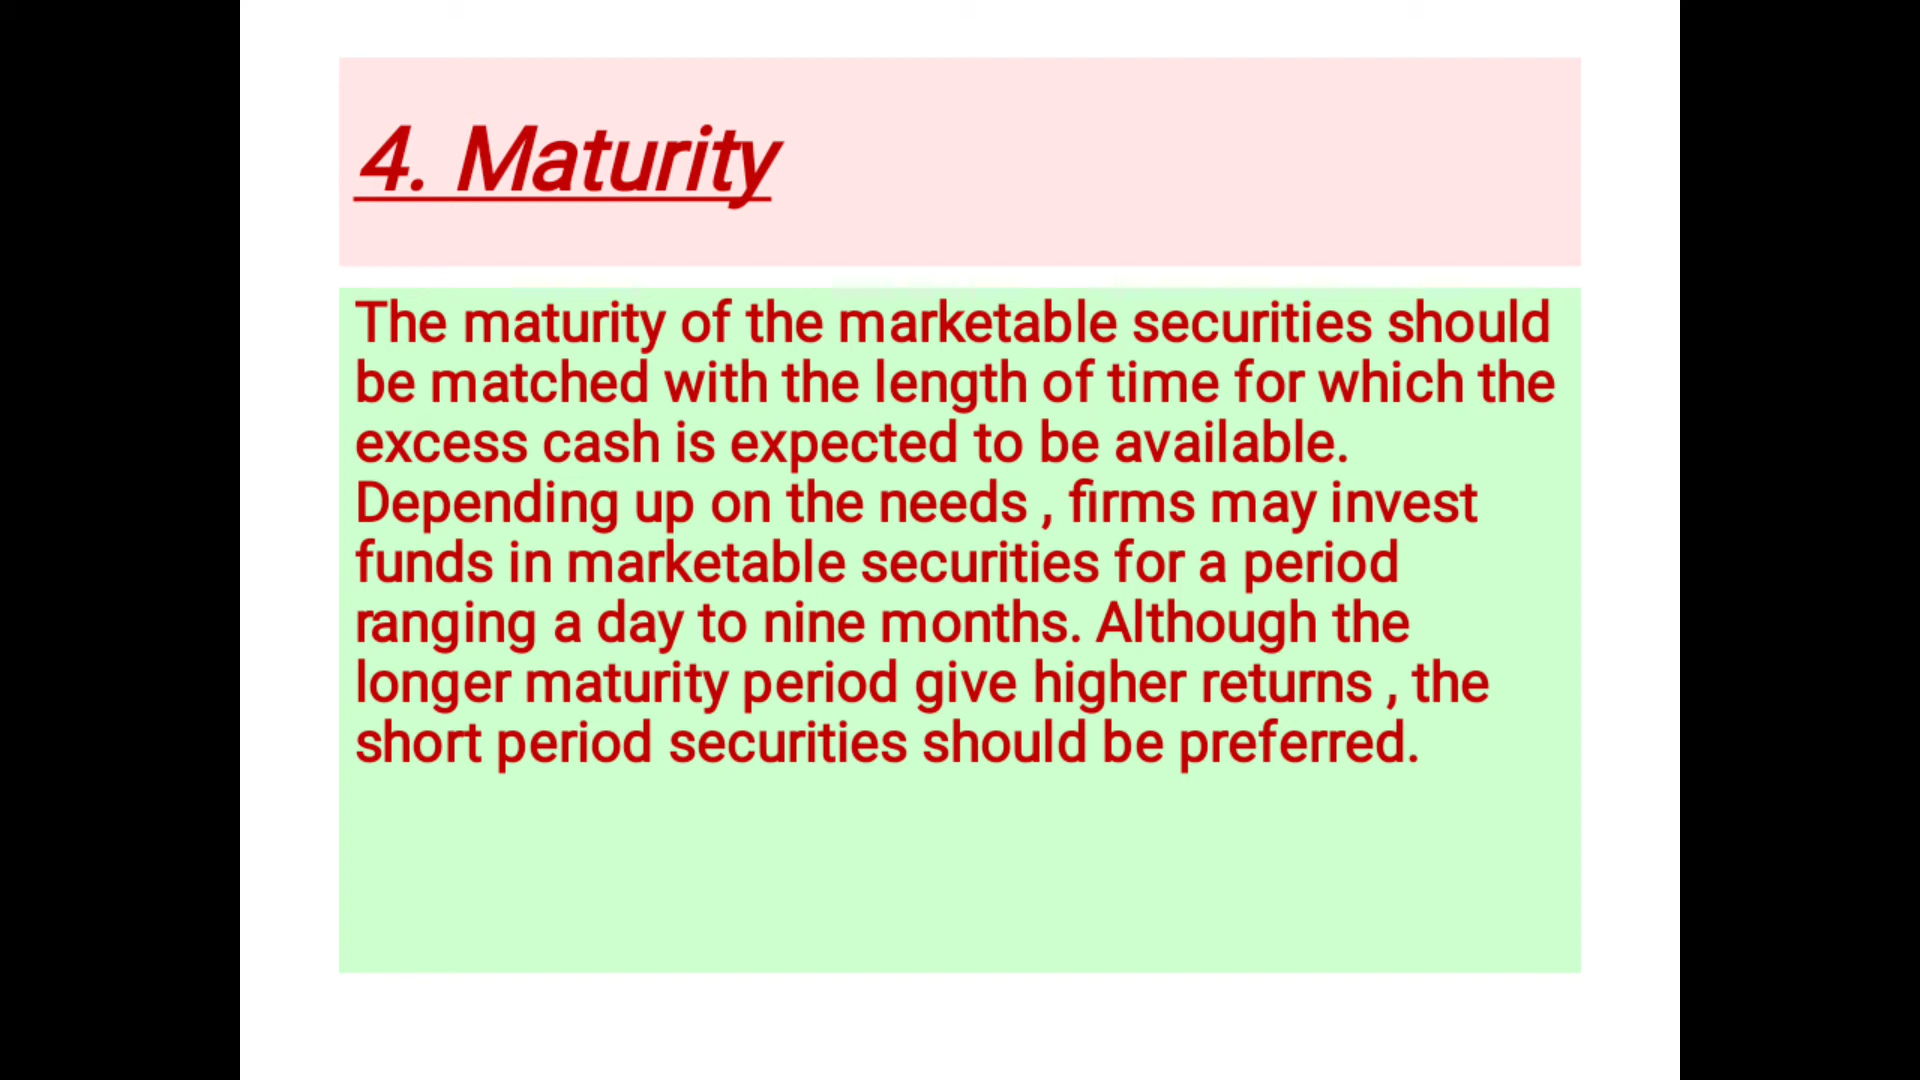 4. Maturity
The maturity of the marketable securities should
be matched with the length of time for which the
excess cash is expected to be available.
Depending up on the needs , firms may invest
funds in marketable securities for a period
ranging a day to nine months. Although the
longer maturity period give higher returns , the
short period securities should be preferred.